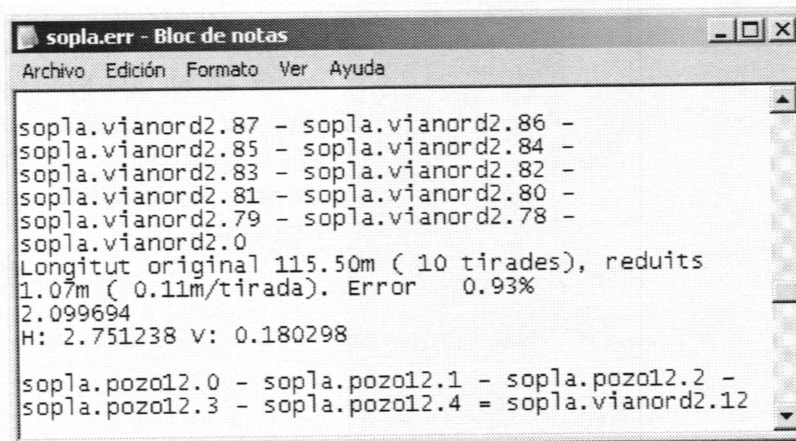 sopla.err - Bloc de notas
Archivo Edición Formato Ver Ayuda
sopla.vianord2.87 - sopla.vianord2.86 -
sopla.vianord2.85 - sopla.vianord2.84 -
sopla.vianord2.83 - sopla.vianord2.82 -
sopla.vianord2.81 - sopla.vianord2.80 -
sopla.vianord2.79 - sopla.vianord2.78 -
sopla.vianord2.0
Longitut original 115.50m ( 10 tirades), reduits
1.07m ( 0.11m/tirada). Error 0.93%
2.099694
H: 2.751238 V: 0.180298
sopla.pozo12.0 - sopla.pozo12.1 - sopla.pozo12.2 -
sopla.pozo12.3 - sopla.pozo12.4 = sopla.vianord2.12